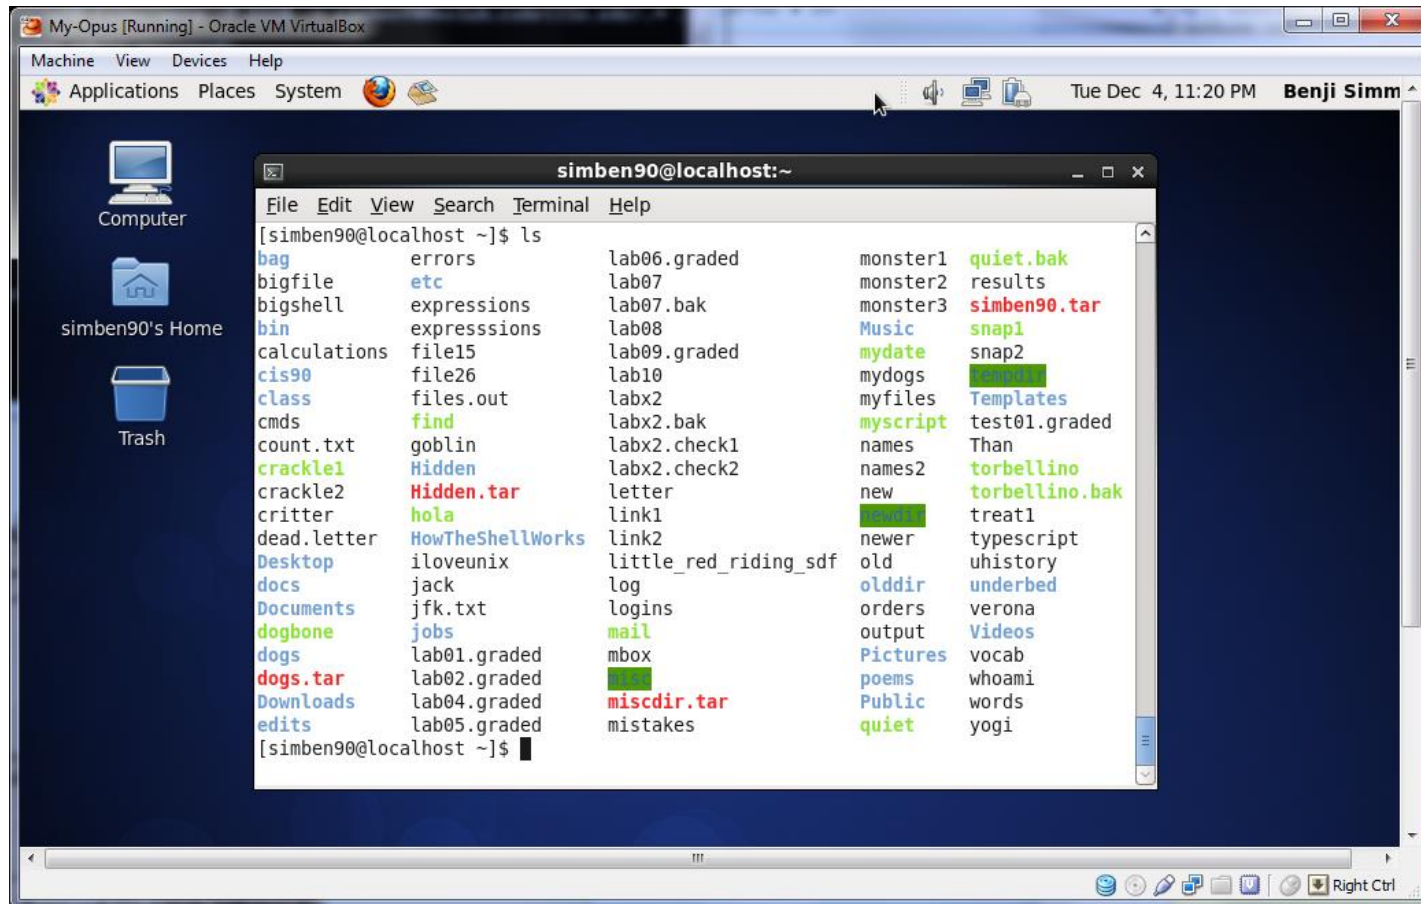 My-Opus [Running] - Oracle VM VirtualBox
Machine View Devices Help
Applications Places System Tue Dec 4, 11:20 PM Benji Simm
Computer
simben90's Home
Trash
simben90@localhost:~
File Edit View Search Terminal Help
[simben90@localhost ~]$ ls
bag errors lab06.graded monster1 quiet.bak
bigfile etc lab07 monster2 results
bigshell expressions lab07.bak monster3 simben90.tar
bin expresssions lab08 Music snap1
calculations file15 lab09.graded mydate snap2
cis90 file26 lab10 mydogs tempdir
class files.out labx2 myfiles Templates
cmds find labx2.bak myscript test01.graded
count.txt goblin labx2.check1 names Than
crackle1 Hidden labx2.check2 names2 torbellino
crackle2 Hidden.tar letter new torbellino.bak
critter hola link1 newdir treat1
dead.letter HowTheShellWorks link2 newer typescript
Desktop iloveunix little_red_riding_sdf old uhistory
docs jack log olddir underbed
Documents jfk.txt logins orders verona
dogbone jobs mail output Videos
dogs lab01.graded mbox Pictures vocab
dogs.tar lab02.graded misc poems whoami
Downloads lab04.graded miscdir.tar Public words
edits lab05.graded mistakes quiet yogi
[simben90@localhost ~]$
Right Ctrl